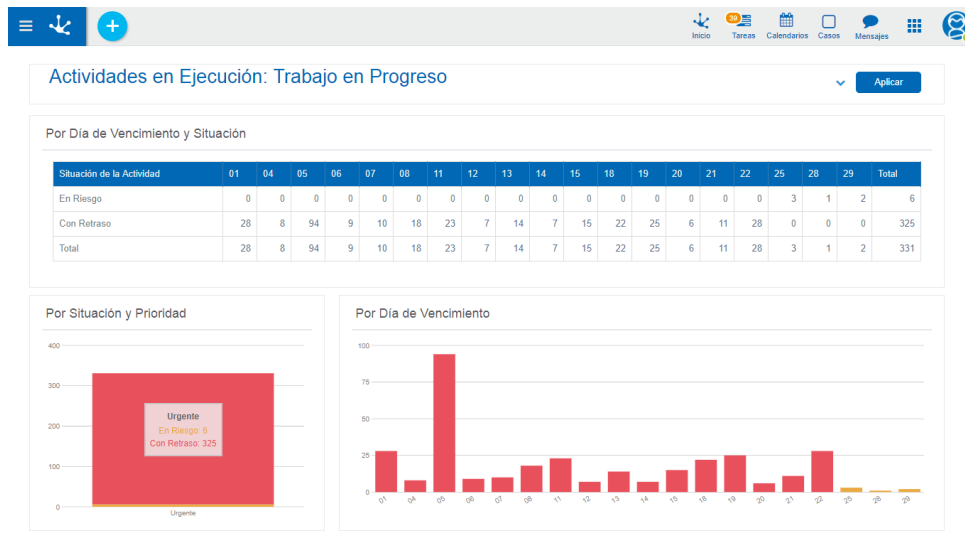 39
Inicio Tareas Calendarios Casos Mensajes
Actividades en Ejecución: Trabajo en Progreso
Aplicar
Por Día de Vencimiento y Situación
Situación de la Actividad 01 04 05 06 07 08 11 12 13 14 15 18 19 20 21 22 25 28 29 Total
En Riesgo 0 0 0 0 0 0 0 0 0 0 0 0 0 0 0 0 3 1 2 6
Con Retraso 28 8 94 9 10 18 23 7 14 7 15 22 25 6 11 28 0 0 0 325
Total 28 8 94 9 10 18 23 7 14 7 15 22 25 6 11 28 3 1 2 331
Por Situación y Prioridad
400
300
200
100
0
Urgente
En Riesgo: 6
Con Retraso: 325
Urgente
Por Día de Vencimiento
100
75
50
25
0
01 04 05 06 07 08 11 12 13 14 15 18 19 20 21 22 25 28 29